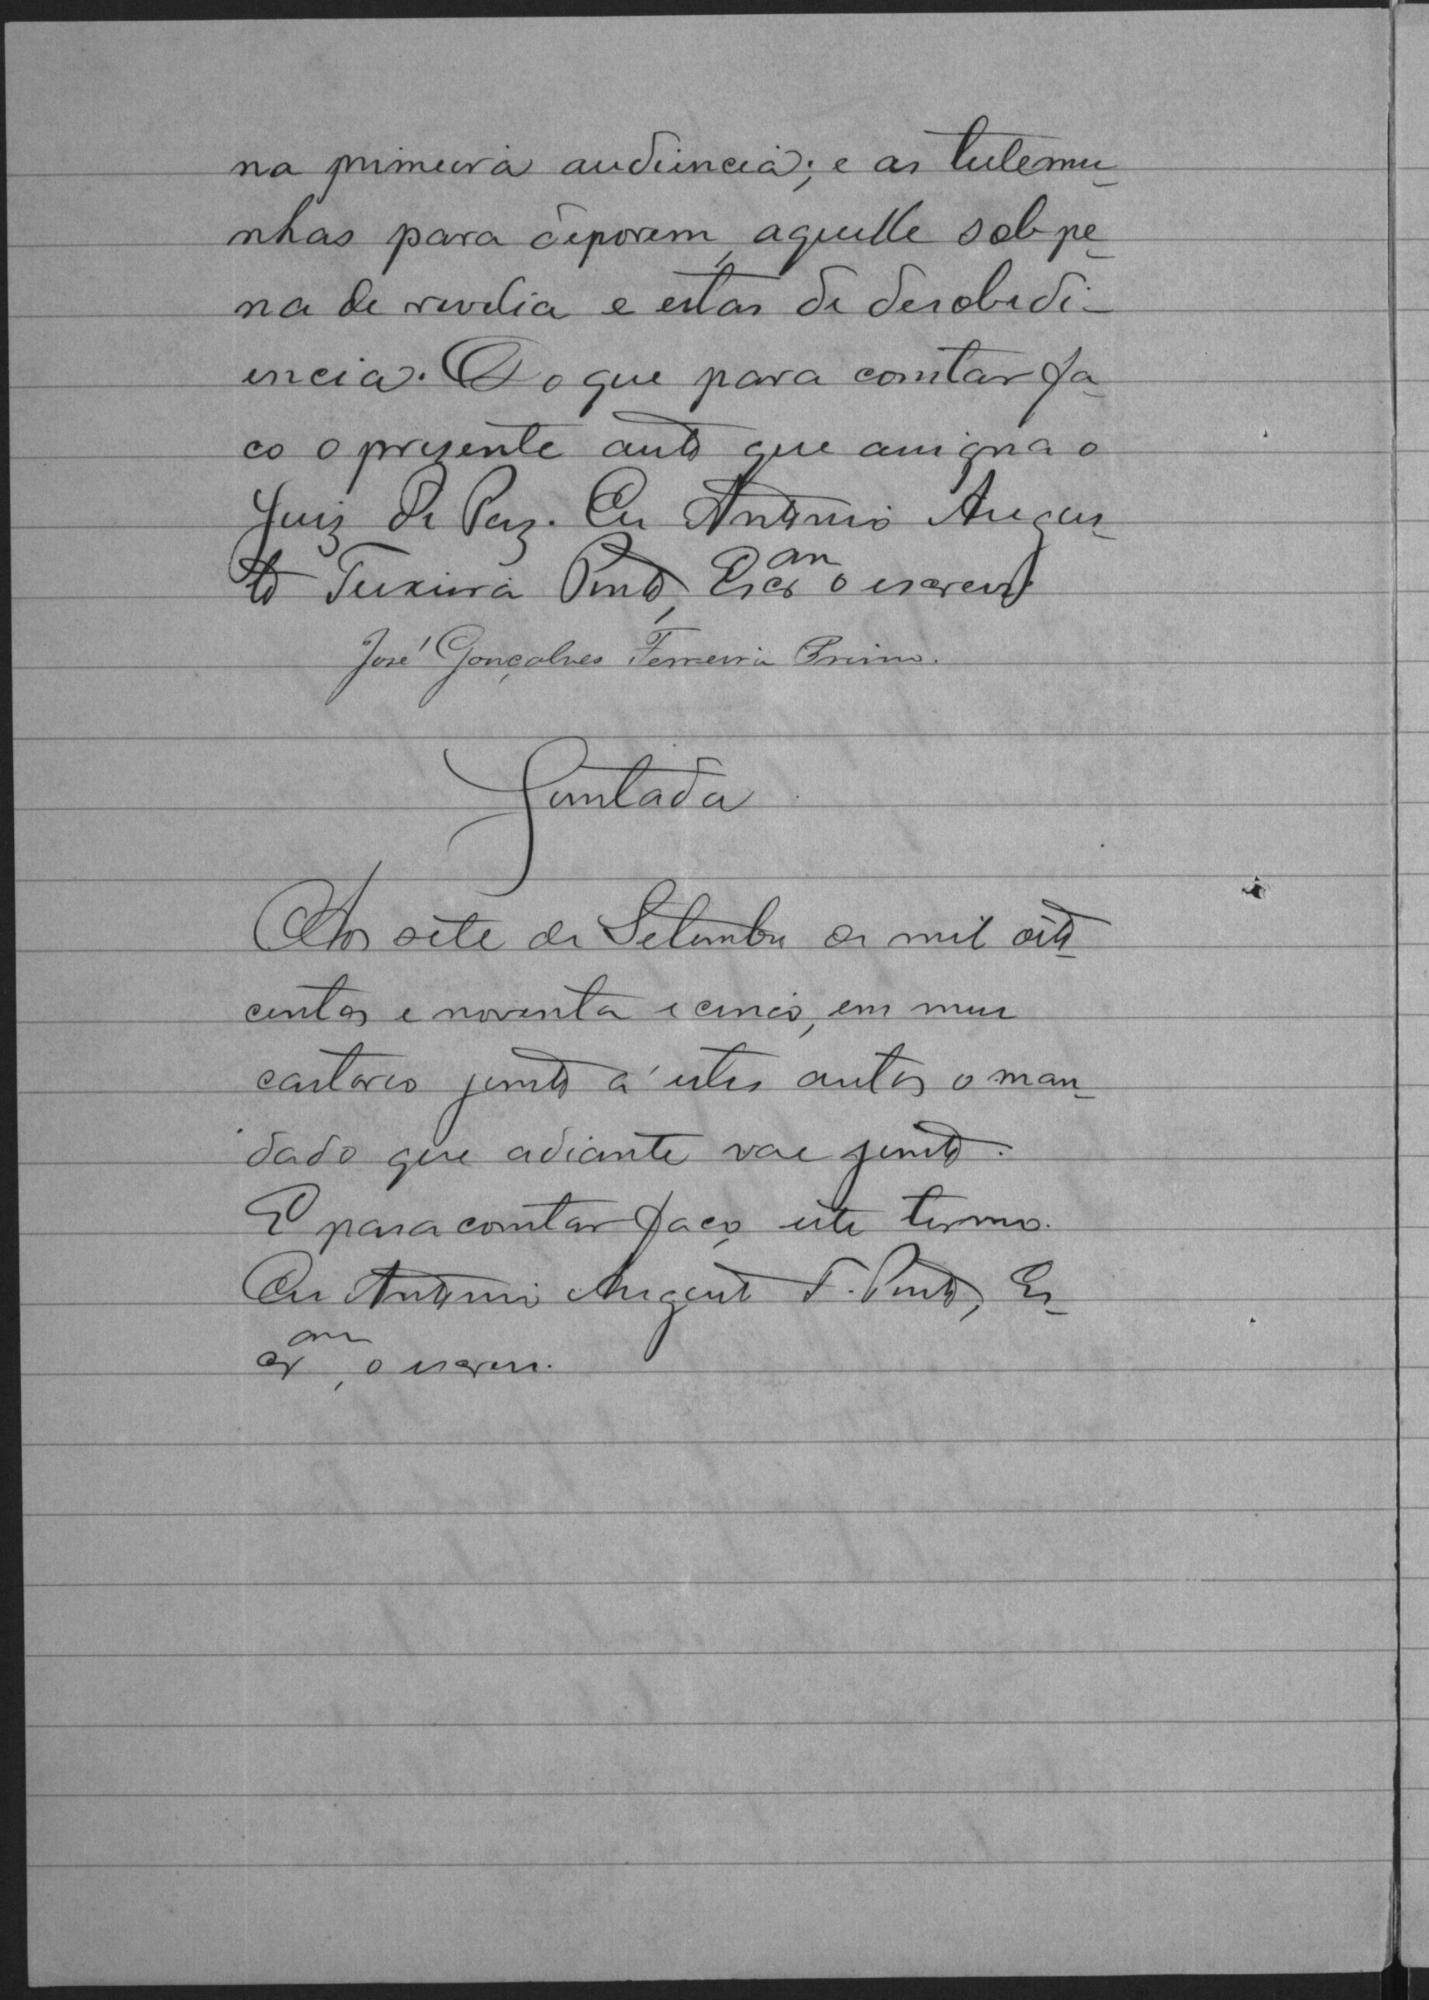 na primeira audiencia; e as testemu-
nhas para deporem, aquelle sob pe-
na de revelia e estas de desobedi-
encia. Do que para constar fa-
ço o presente auto que assigna o
Juiz de Paz. Eu Antonio Augus-
to Teixeira Pinto, Escr.am o escrevi
José Gonçalves Ferreira Primo.
Juntada
Aos sete de Setembro de mil oito-
centos e noventa e cinco, em meu
cartorio junto a' estes autos o man-
dado que adiante vae junto.
E para constar faço este termo.
Eu Antonio Augusto T. Pinto, Es-
cram, o escrevi.